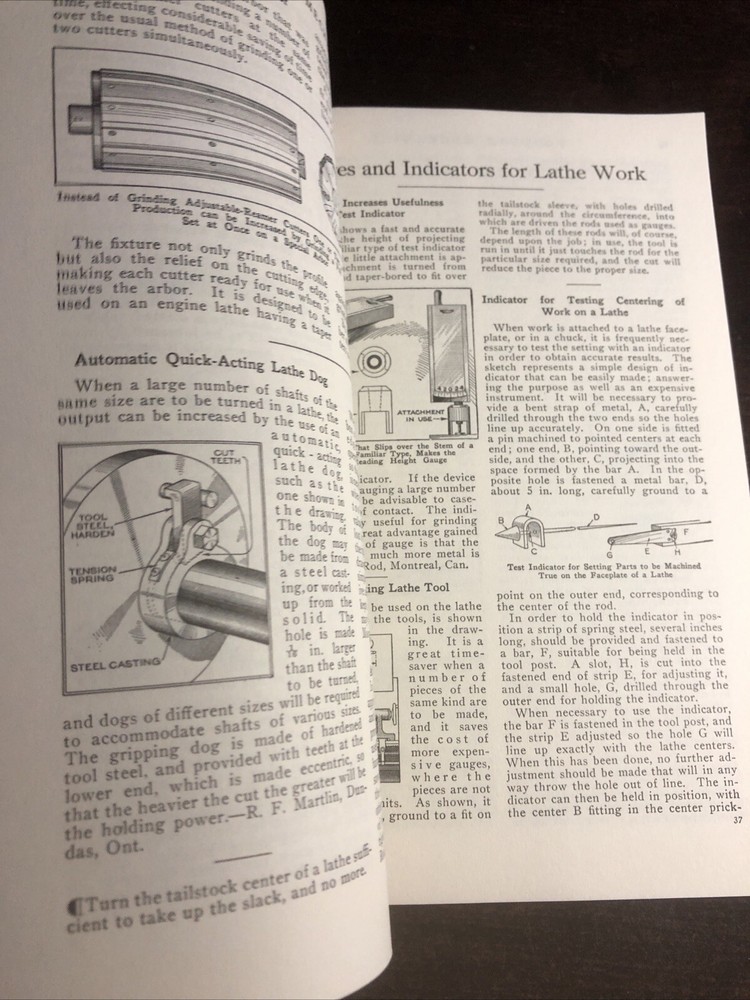 time, effecting considerable saving of time
over the usual method of grinding one or
two cutters simultaneously.
Instead of Grinding Adjustable-Reamer Cutters One
Production can be Increased by Grinding
Set at Once on a Special
The fixture not only grinds the profile
but also the relief on the cutting edge,
making each cutter ready for use when it
leaves the arbor. It is designed to be
used on an engine lathe having a taper
Automatic Quick-Acting Lathe Dog
When a large number of shafts of the
same size are to be turned in a lathe, the
output can be increased by the use of an
automatic,
quick-acting
lathe dog,
such as the
one shown in
the drawing.
The body of
the dog may
be made from
a steel cast-
ing, or worked
up from the
solid. The
hole is made
in. larger
than the shaft
to be turned,
CUT
TEETH
TOOL
STEEL,
HARDEN
TENSION
SPRING
STEEL CASTING
and dogs of different sizes will be required
to accommodate shafts of various sizes.
The gripping dog is made of hardened
tool steel, and provided with teeth at the
lower end, which is made eccentric, so
that the heavier the cut the greater will be
the holding power.—R. F. Martlin, Dun-
das, Ont.
¶Turn the tailstock center of a lathe suffi-
cient to take up the slack, and no more.
es and Indicators for Lathe Work
Increases Usefulness
Test Indicator
shows a fast and accurate
the height of projecting
iliar type of test indicator
e little attachment is ap-
achment is turned from
d taper-bored to fit over
ATTACHMENT
IN USE
that Slips over the Stem of a
Familiar Type, Makes the
eading Height Gauge
icator. If the device
auging a large number
be advisable to case-
f contact. The indi-
y useful for grinding
reat advantage gained
of gauge is that the
much more metal is
Rod, Montreal, Can.
ing Lathe Tool
be used on the lathe
the tools, is shown
in the draw-
ing. It is a
great time-
saver when a
number of
pieces of the
same kind are
to be made,
and it saves
the cost of
more expen-
sive gauges,
where the
pieces are not
nits. As shown, it
, ground to a fit on
the tailstock sleeve, with holes drilled
radially, around the circumference, into
which are driven the rods used as gauges.
The length of these rods will, of course,
depend upon the job; in use, the tool is
run in until it just touches the rod for the
particular size required, and the cut will
reduce the piece to the proper size.
Indicator for Testing Centering of
Work on a Lathe
When work is attached to a lathe face-
plate, or in a chuck, it is frequently nec-
essary to test the setting with an indicator
in order to obtain accurate results. The
sketch represents a simple design of in-
dicator that can be easily made; answer-
ing the purpose as well as an expensive
instrument. It will be necessary to pro-
vide a bent strap of metal, A, carefully
drilled through the two ends so the holes
line up accurately. On one side is fitted
a pin machined to pointed centers at each
end; one end, B, pointing toward the out-
side, and the other, C, projecting into the
space formed by the bar A. In the op-
posite hole is fastened a metal bar, D,
about 5 in. long, carefully ground to a
A
B
C
D
G
E
H
F
Test Indicator for Setting Parts to be Machined
True on the Faceplate of a Lathe
point on the outer end, corresponding to
the center of the rod.
In order to hold the indicator in pos-
ition a strip of spring steel, several inches
long, should be provided and fastened to
a bar, F, suitable for being held in the
tool post. A slot, H, is cut into the
fastened end of strip E, for adjusting it,
and a small hole, G, drilled through the
outer end for holding the indicator.
When necessary to use the indicator,
the bar F is fastened in the tool post, and
the strip E adjusted so the hole G will
line up exactly with the lathe centers.
When this has been done, no further ad-
justment should be made that will in any
way throw the hole out of line. The in-
dicator can then be held in position, with
the center B fitting in the center prick-
37